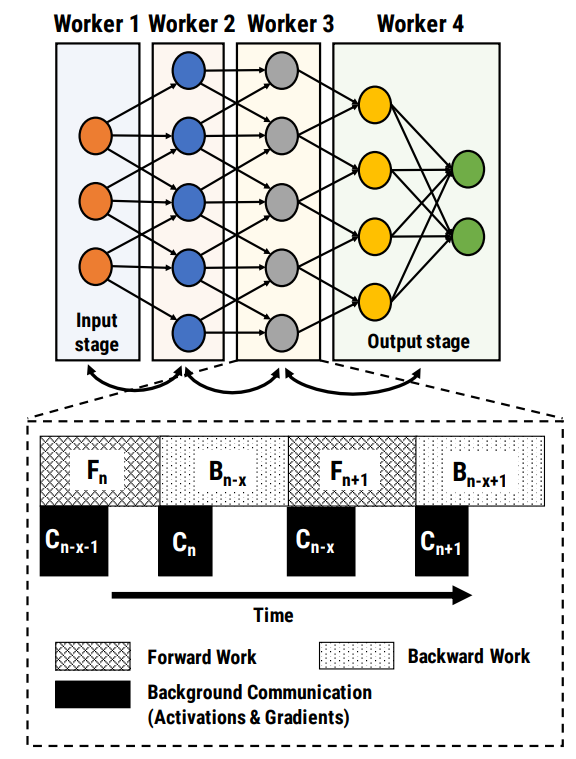 Worker 1 Worker 2 Worker 3 Worker 4
Input
stage
Output stage
Fn Bn-x Fn+1 Bn-x+1
Cn-x-1 Cn Cn-x Cn+1
Time
Forward Work Backward Work
Background Communication
(Activations & Gradients)